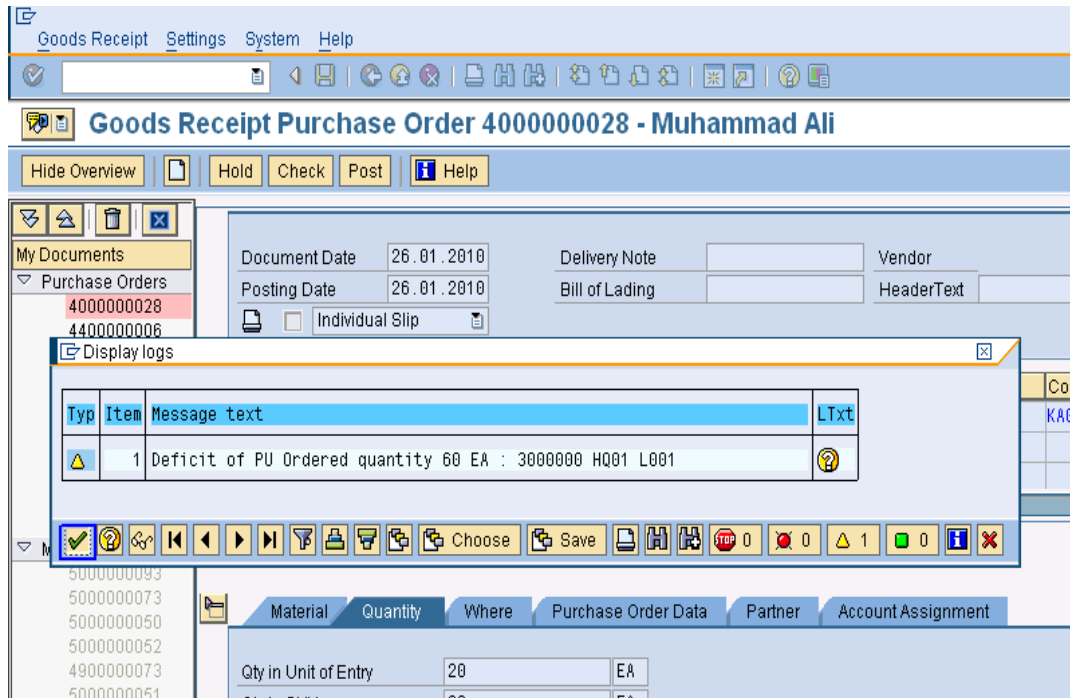 Goods Receipt Settings System Help
Goods Receipt Purchase Order 4000000028 - Muhammad Ali
Hide Overview Hold Check Post Help
My Documents
Purchase Orders
4000000028
4400000006
Document Date 26.01.2010 Delivery Note Vendor
Posting Date 26.01.2010 Bill of Lading HeaderText
Individual Slip
Display logs
Typ Item Message text LTxt
1 Deficit of PU Ordered quantity 60 EA : 3000000 HQ01 L001
Choose Save STOP 0 0 1 0
Co
5000000093
5000000073
5000000050
5000000052
4900000073
5000000051
Material Quantity Where Purchase Order Data Partner Account Assignment
Qty in Unit of Entry 20 EA